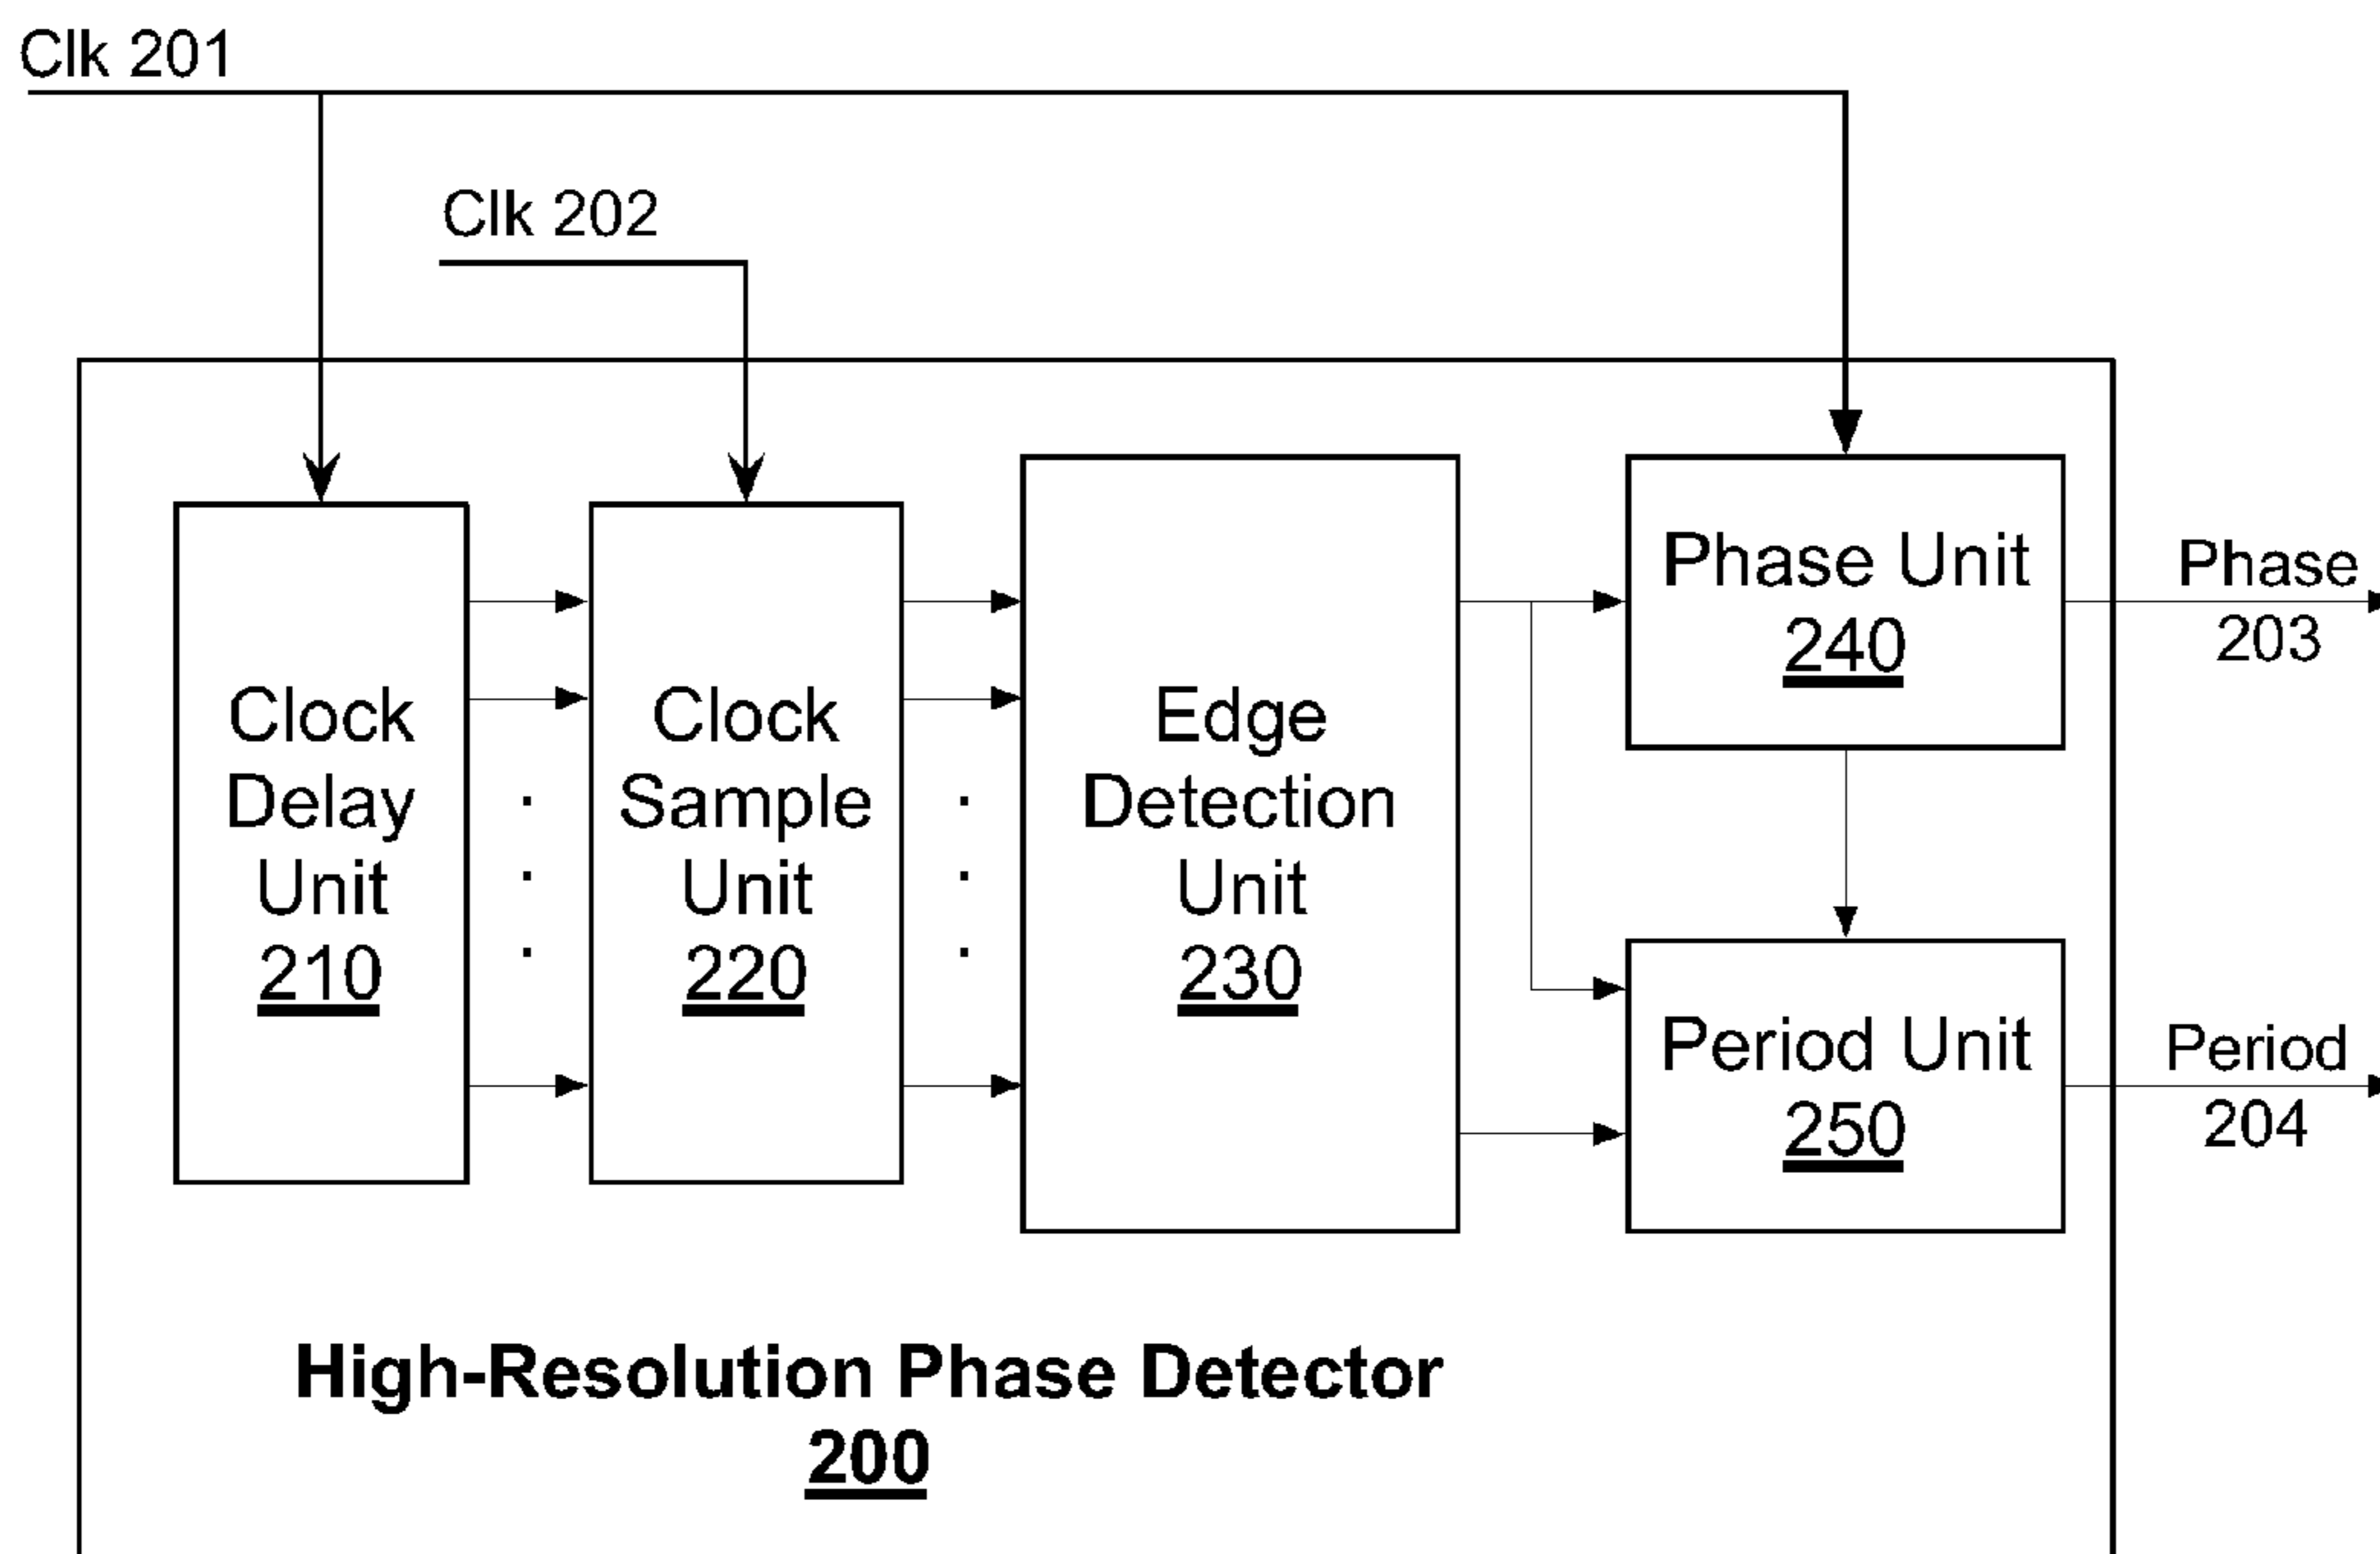 Clk 201
Clk 202
Clock
Delay
Unit
210
Clock
Sample
Unit
220
Edge
Detection
Unit
230
Phase Unit
240
Phase
203
Period Unit
250
Period
204
High-Resolution Phase Detector
200